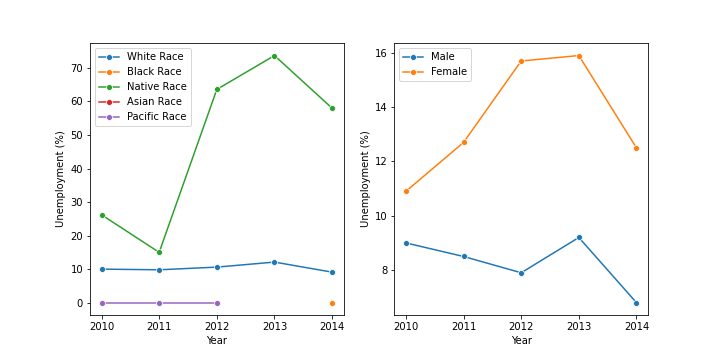 White Race
Black Race
Native Race
Asian Race
Pacific Race
Unemployment (%)
70
60
50
40
30
20
10
0
2010 2011 2012 2013 2014
Year
Male
Female
Unemployment (%)
16
14
12
10
8
2010 2011 2012 2013 2014
Year